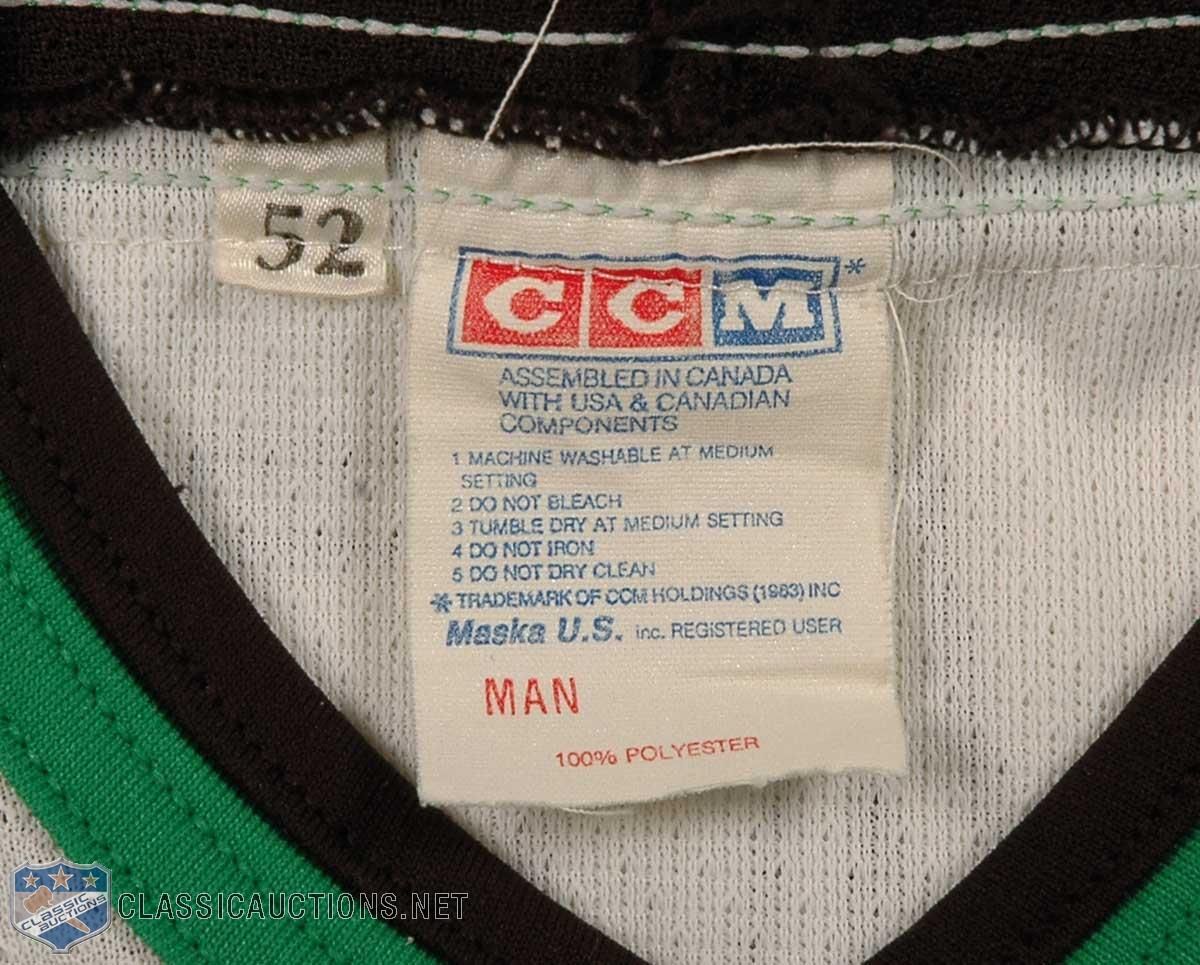 52
CCM*
ASSEMBLED IN CANADA
WITH USA & CANADIAN
COMPONENTS
1 MACHINE WASHABLE AT MEDIUM
SETTING
2 DO NOT BLEACH
3 TUMBLE DRY AT MEDIUM SETTING
4 DO NOT IRON
5 DO NOT DRY CLEAN
* TRADEMARK OF CCM HOLDINGS (1983) INC
Maska U.S. inc. REGISTERED USER
MAN
100% POLYESTER
CLASSIC AUCTIONS
CLASSICAUCTIONS.NET